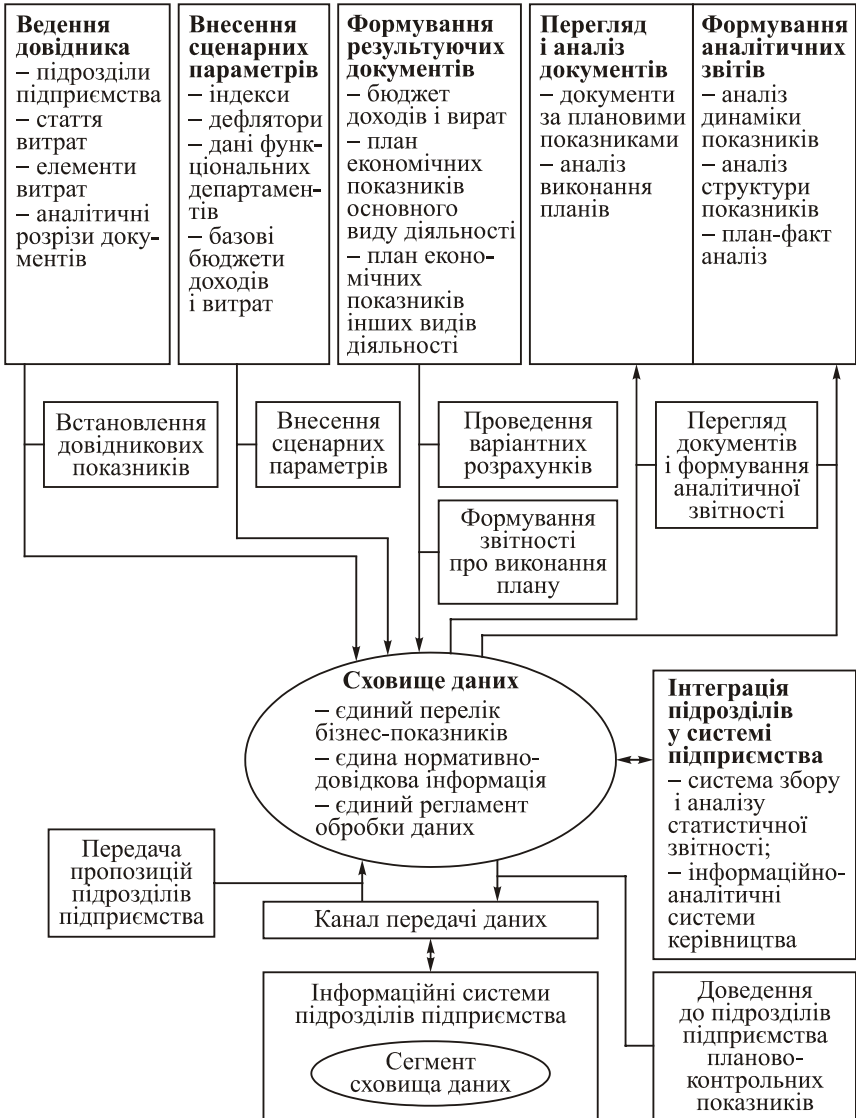 Ведення
довідника
– підрозділи
підприємства
– стаття
витрат
– елементи
витрат
– аналітичні
розрізи доку-
ментів
Внесення
сценарних
параметрів
– індекси
– дефлятори
– дані функ-
ціональних
департамен-
тів
– базові
бюджети
доходів
і витрат
Формування
результуючих
документів
– бюджет
доходів і вират
– план
економічних
показників
основного
виду діяльності
– план еконо-
мічних
показників
інших видів
діяльності
Перегляд
і аналіз
документів
– документи
за плановими
показниками
– аналіз
виконання
планів
Формування
аналітичних
звітів
– аналіз
динаміки
показників
– аналіз
структури
показників
– план-факт
аналіз
Встановлення
довідникових
показників
Внесення
сценарних
параметрів
Проведення
варіантних
розрахунків
Перегляд
документів
і формування
аналітичної
звітності
Формування
звітності
про виконання
плану
Сховище даних
– єдиний перелік
бізнес-показників
– єдина нормативно-
довідкова інформація
– єдиний регламент
обробки даних
Інтеграція
підрозділів
у системі
підприємства
– система збору
і аналізу
статистичної
звітності;
– інформаційно-
аналітичні
системи
керівництва
Передача
пропозицій
підрозділів
підприємства
Канал передачі даних
Інформаційні системи
підрозділів підприємства
Сегмент
сховища даних
Доведення
до підрозділів
підприємства
планово-
контрольних
показників